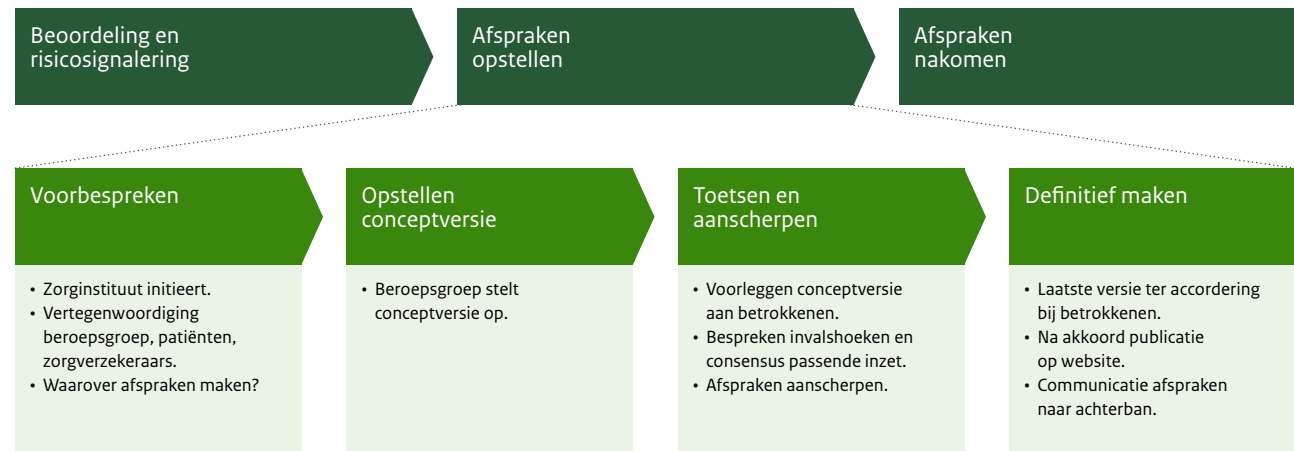 Beoordeling en
risicosignalering
Afspraken
opstellen
Afspraken
nakomen
Voorbespreken
• Zorginstituut initieert.
• Vertegenwoordiging
beroepsgroep, patiënten,
zorgverzekeraars.
• Waarover afspraken maken?
Opstellen
conceptversie
• Beroepsgroep stelt
conceptversie op.
Toetsen en
aanscherpen
• Voorleggen conceptversie
aan betrokkenen.
• Bespreken invalshoeken en
consensus passende inzet.
• Afspraken aanscherpen.
Definitief maken
• Laatste versie ter accordering
bij betrokkenen.
• Na akkoord publicatie
op website.
• Communicatie afspraken
naar achterban.